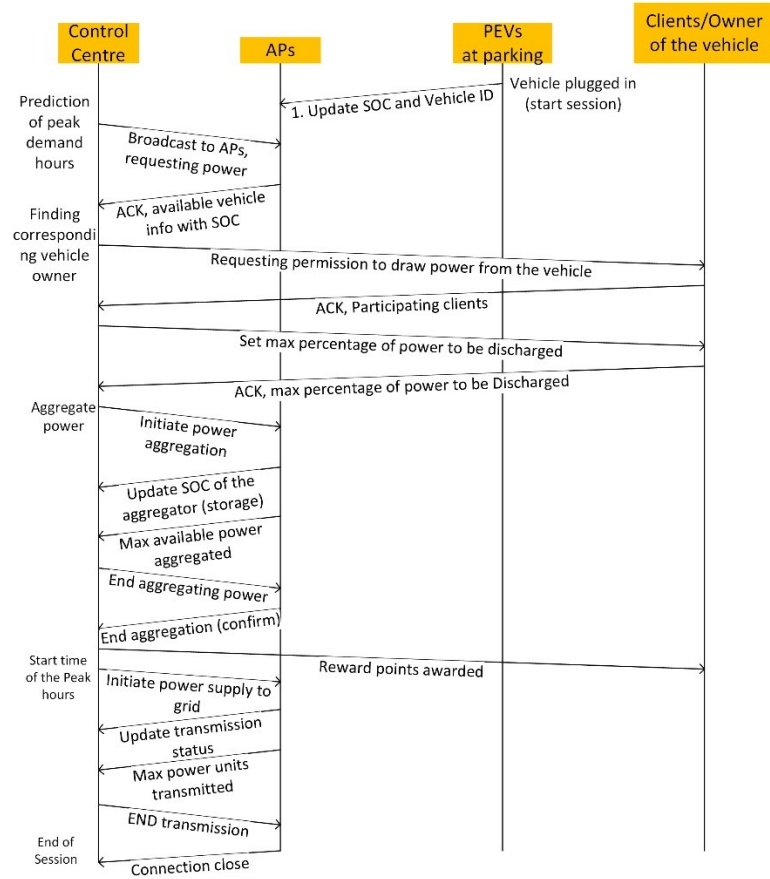 Control
Centre
APs
PEVs
at parking
Clients/Owner
of the vehicle
Vehicle plugged in
(start session)
1. Update SOC and Vehicle ID
Prediction
of peak
demand
hours
Broadcast to APs,
requesting power
ACK, available vehicle
info with SOC
Finding
correspondi
ng vehicle
owner
Requesting permission to draw power from the vehicle
ACK, Participating clients
Set max percentage of power to be discharged
ACK, max percentage of power to be Discharged
Aggregate
power
Initiate power
aggregation
Update SOC of the
aggregator (storage)
Max available power
aggregated
End aggregating power
End aggregation (confirm)
Start time
of the Peak
hours
Reward points awarded
Initiate power supply to
grid
Update transmission
status
Max power units
transmitted
END transmission
End of
Session
Connection close